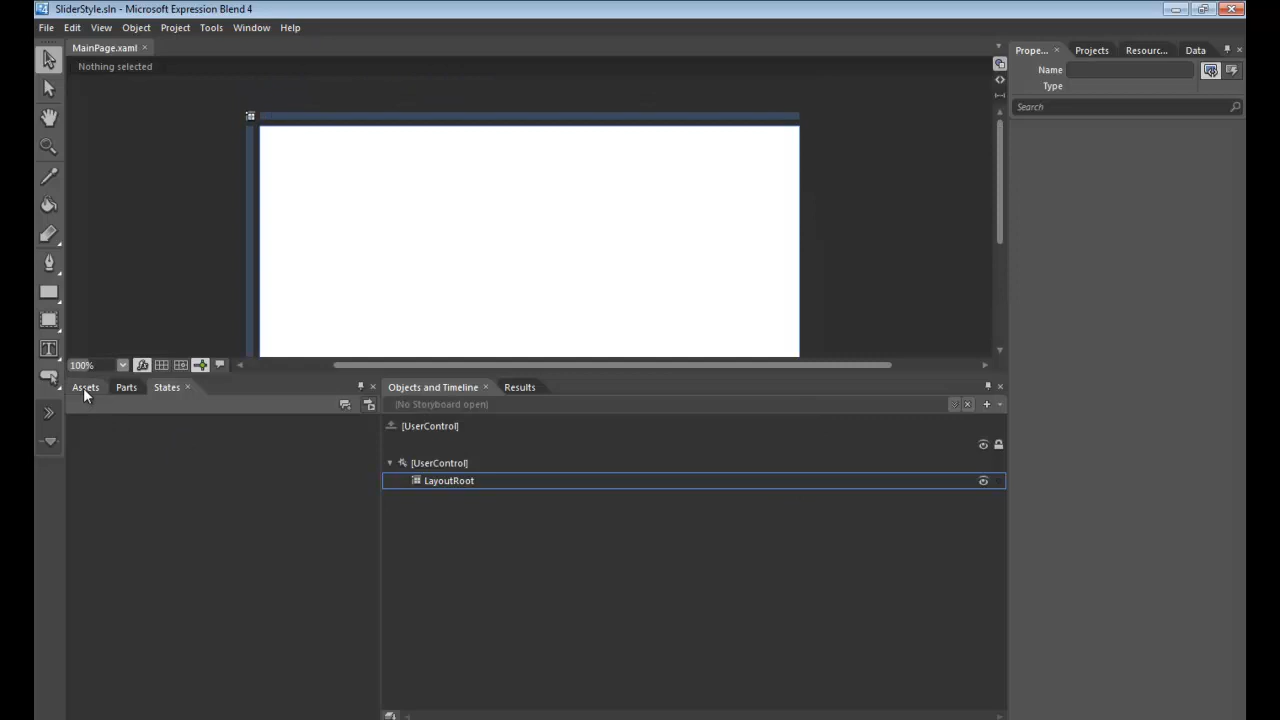 SliderStyle.sln - Microsoft Expression Blend 4
File Edit View Object Project Tools Window Help
MainPage.xaml
Prope... Projects Resourc... Data
Nothing selected
Name
Type
Search
100%
Assets Parts States
Objects and Timeline Results
(No Storyboard open)
[UserControl]
[UserControl]
LayoutRoot